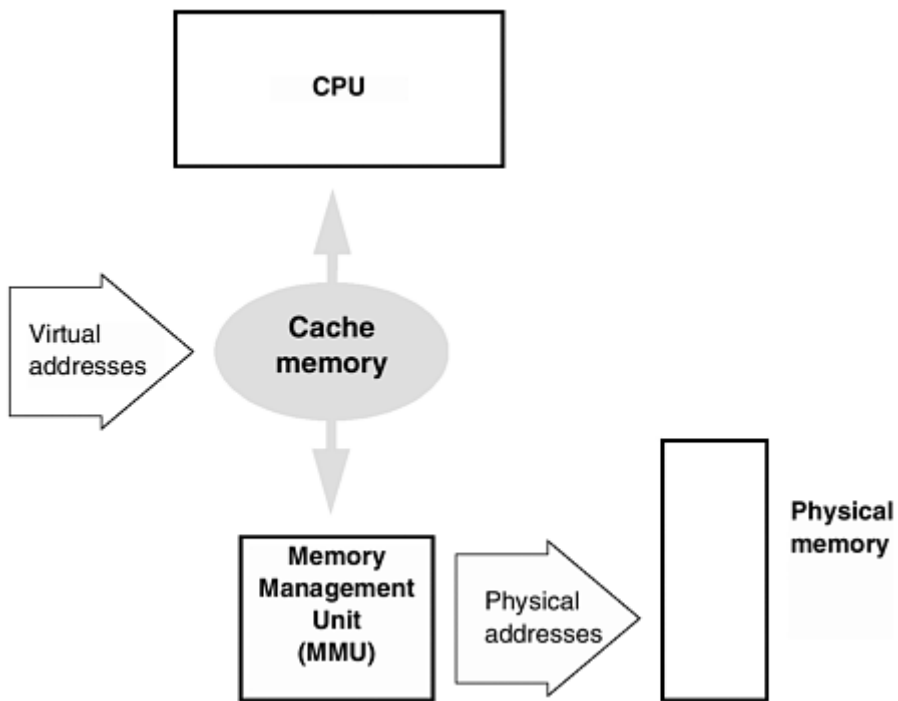 CPU
Virtual
addresses
Cache
memory
Memory
Management
Unit
(MMU)
Physical
addresses
Physical
memory